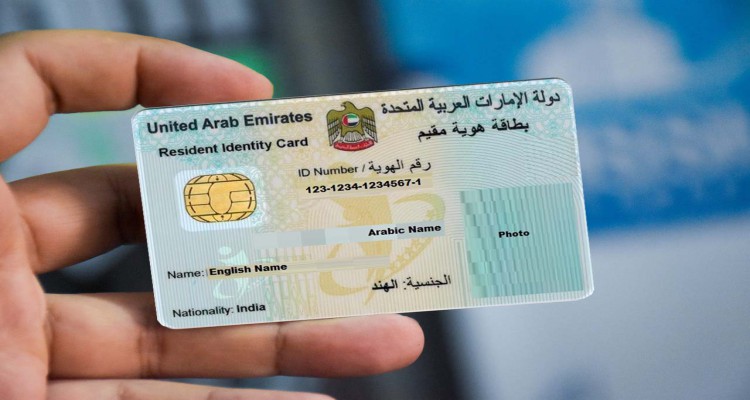 United Arab Emirates
دولة الإمارات العربية المتحدة
Resident Identity Card
بطاقة هوية مقيم
ID Number / رقم الهوية
123-1234-1234567-1
Arabic Name
Photo
Name: English Name
الجنسية: الهند
Nationality: India